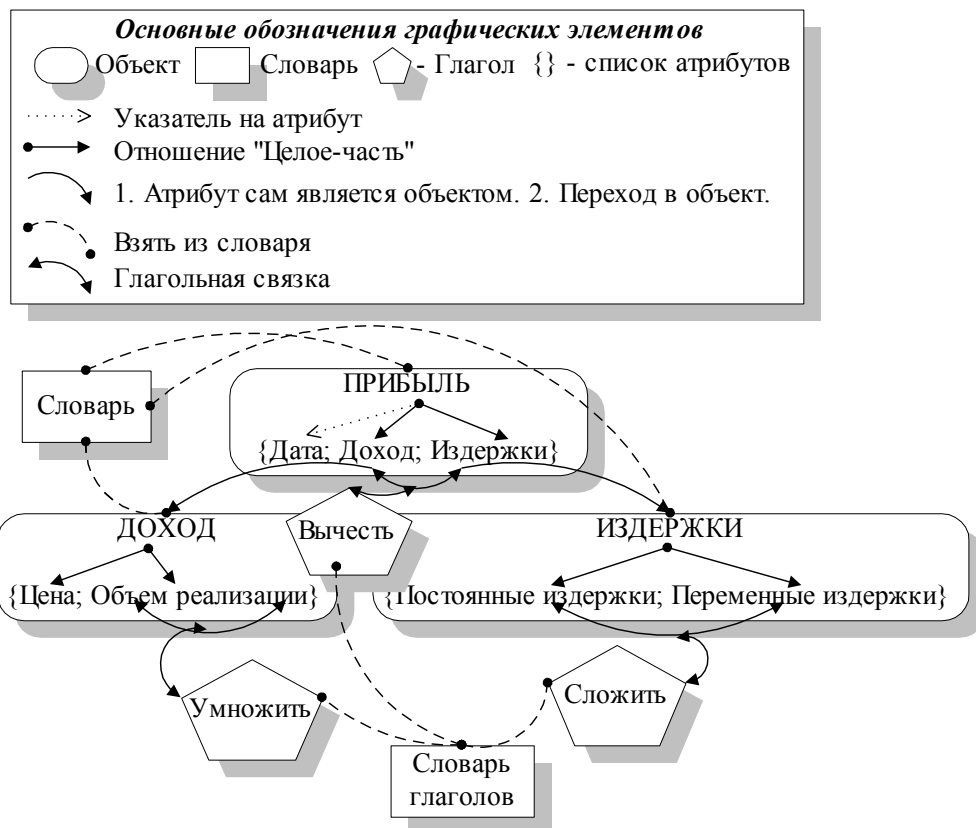 Основные обозначения графических элементов
Объект Словарь - Глагол {} - список атрибутов
Указатель на атрибут
Отношение "Целое-часть"
1. Атрибут сам является объектом. 2. Переход в объект.
Взять из словаря
Глагольная связка
Словарь
ПРИБЫЛЬ
{Дата; Доход; Издержки}
ДОХОД
Вычесть
ИЗДЕРЖКИ
{Цена; Объем реализации}
{Постоянные издержки; Переменные издержки}
Умножить
Сложить
Словарь
глаголов